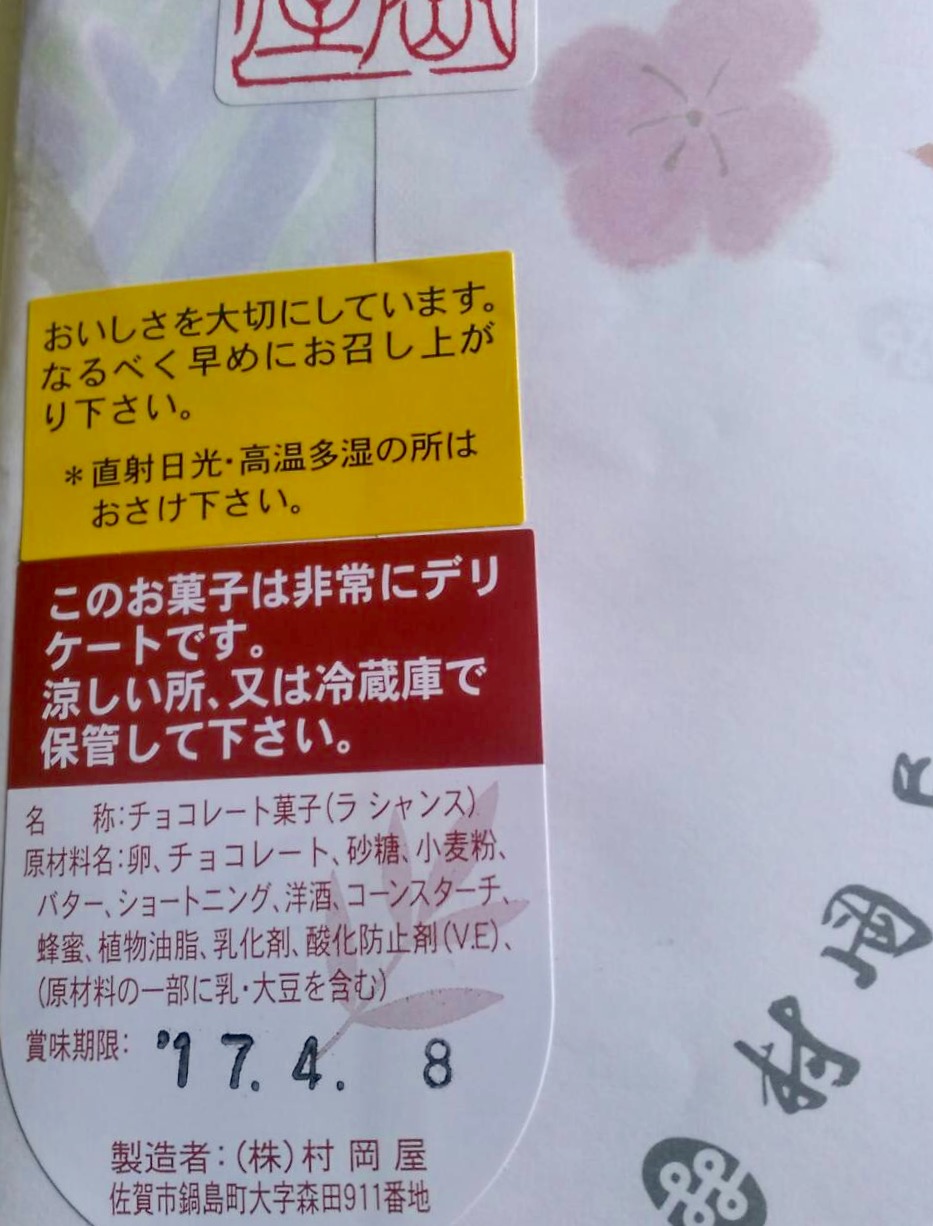 おいしさを大切にしています。
なるべく早めにお召し上が
り下さい。
＊直射日光・高温多湿の所は
おさけ下さい。
このお菓子は非常にデリ
ケートです。
涼しい所、又は冷蔵庫で
保管して下さい。
名　称：チョコレート菓子（ラ シャンス）
原材料名：卵、チョコレート、砂糖、小麦粉、
バター、ショートニング、洋酒、コーンスターチ、
蜂蜜、植物油脂、乳化剤、酸化防止剤（V.E）、
（原材料の一部に乳・大豆を含む）
賞味期限： '17.4. 8
製造者：（株）村岡屋
佐賀市鍋島町大字森田911番地
村岡